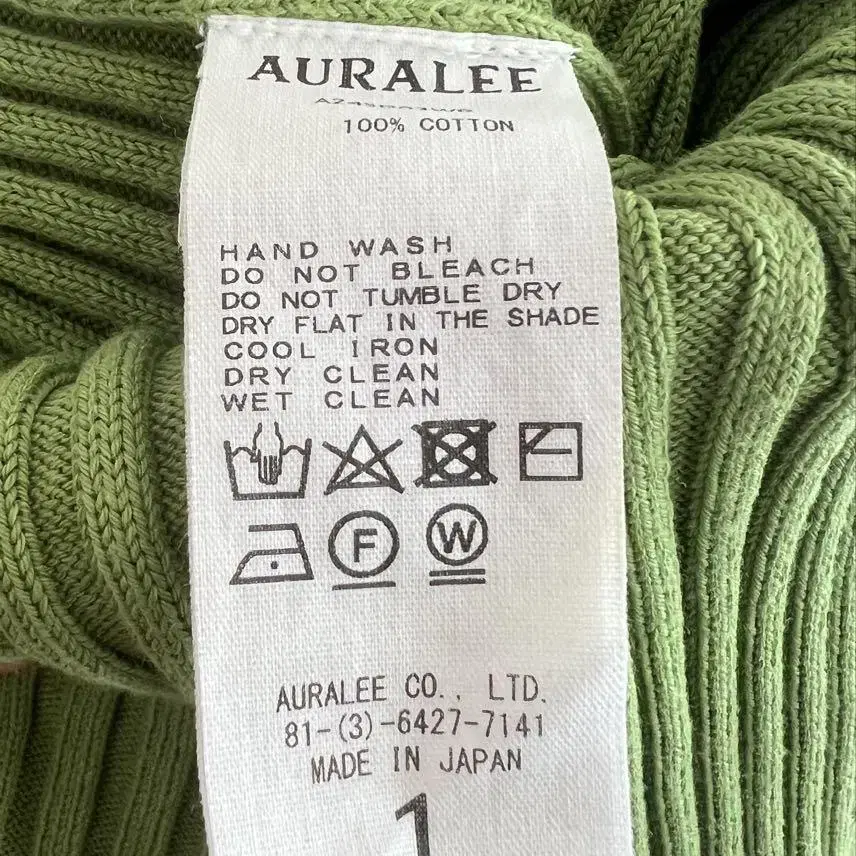 AURALEE
100% COTTON
HAND WASH
DO NOT BLEACH
DO NOT TUMBLE DRY
DRY FLAT IN THE SHADE
COOL IRON
DRY CLEAN
WET CLEAN
F W
AURALEE CO., LTD.
81-(3)-6427-7141
MADE IN JAPAN
1